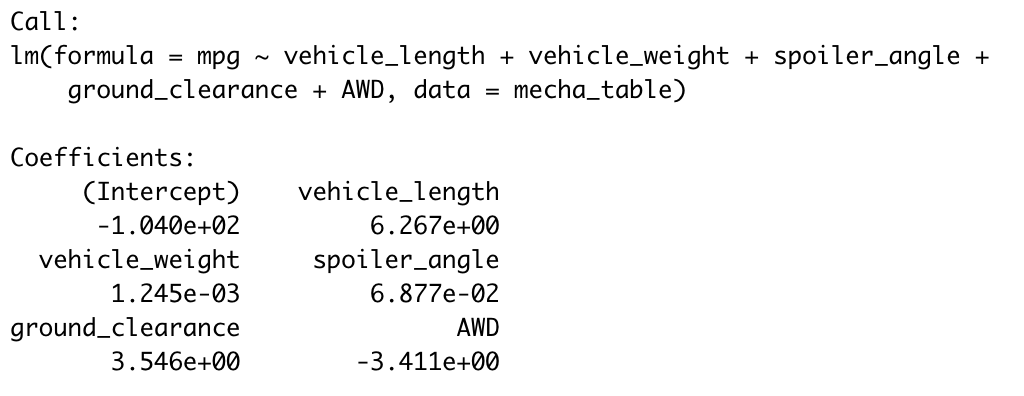 Call:
lm(formula = mpg ~ vehicle_length + vehicle_weight + spoiler_angle +
    ground_clearance + AWD, data = mecha_table)

Coefficients:
     (Intercept)    vehicle_length
      -1.040e+02         6.267e+00
  vehicle_weight     spoiler_angle
       1.245e-03         6.877e-02
ground_clearance               AWD
       3.546e+00        -3.411e+00